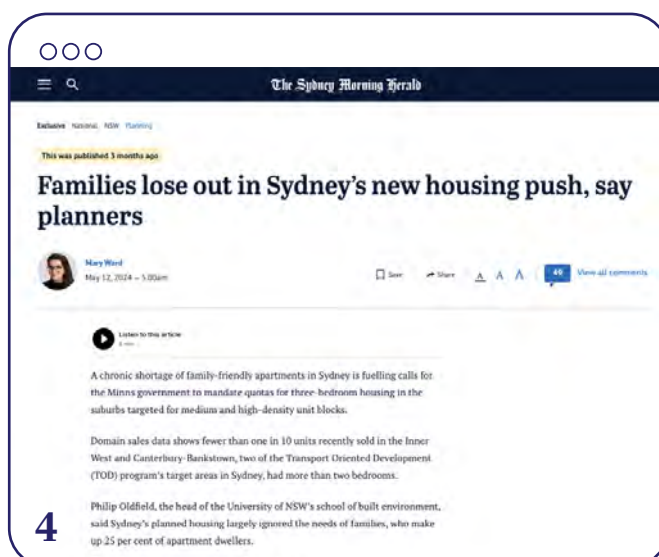 The Sydney Morning Herald
Exclusive National NSW Planning
This was published 3 months ago
Families lose out in Sydney's new housing push, say
planners
Mary Ward
May 12, 2024 – 5.00am
Save
Share
A A A
View all comments
Listen to this article
A chronic shortage of family-friendly apartments in Sydney is fuelling calls for
the Minns government to mandate quotas for three-bedroom housing in the
suburbs targeted for medium and high-density unit blocks.
Domain sales data shows fewer than one in 10 units recently sold in the Inner
West and Canterbury-Bankstown, two of the Transport Oriented Development
(TOD) program's target areas in Sydney, had more than two bedrooms.
Philip Oldfield, the head of the University of NSW's school of built environment,
said Sydney's planned housing largely ignored the needs of families, who make
up 25 per cent of apartment dwellers.
4